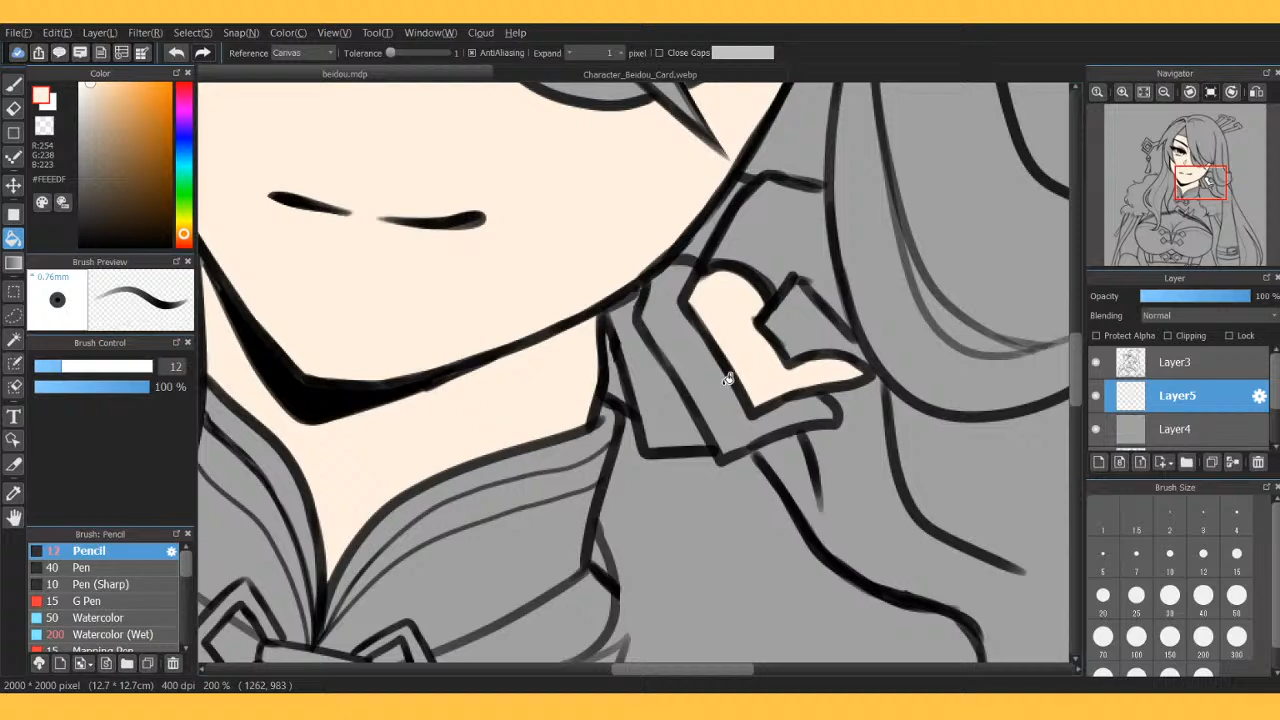 File(F) Edit(E) Layer(L) Filter(R) Select(S) Snap(N) Color(C) View(V) Tool(T) Window(W) Cloud Help
Reference Canvas Tolerance 1 AntiAliasing Expand 1 pixel Close Gaps
Color
beidou.mdp
Character_Beidou_Card.webp
Navigator
R:254
G:238
B:223
#FEEEDF
Brush Preview
* 0.76mm
Layer
Opacity 100 %
Blending Normal
Protect Alpha Clipping Lock
Brush Control
12
100 %
Layer3
Layer5
Layer4
Brush Size
1 1.5 2 3 4
5 7 10 12 15
20 25 30 40 50
70 100 150 200 300
Brush: Pencil
12 Pencil
40 Pen
10 Pen (Sharp)
15 G Pen
50 Watercolor
200 Watercolor (Wet)
15 Mapping Pen
2000 * 2000 pixel (12.7 * 12.7cm) 400 dpi 200 % ( 1262, 983 )